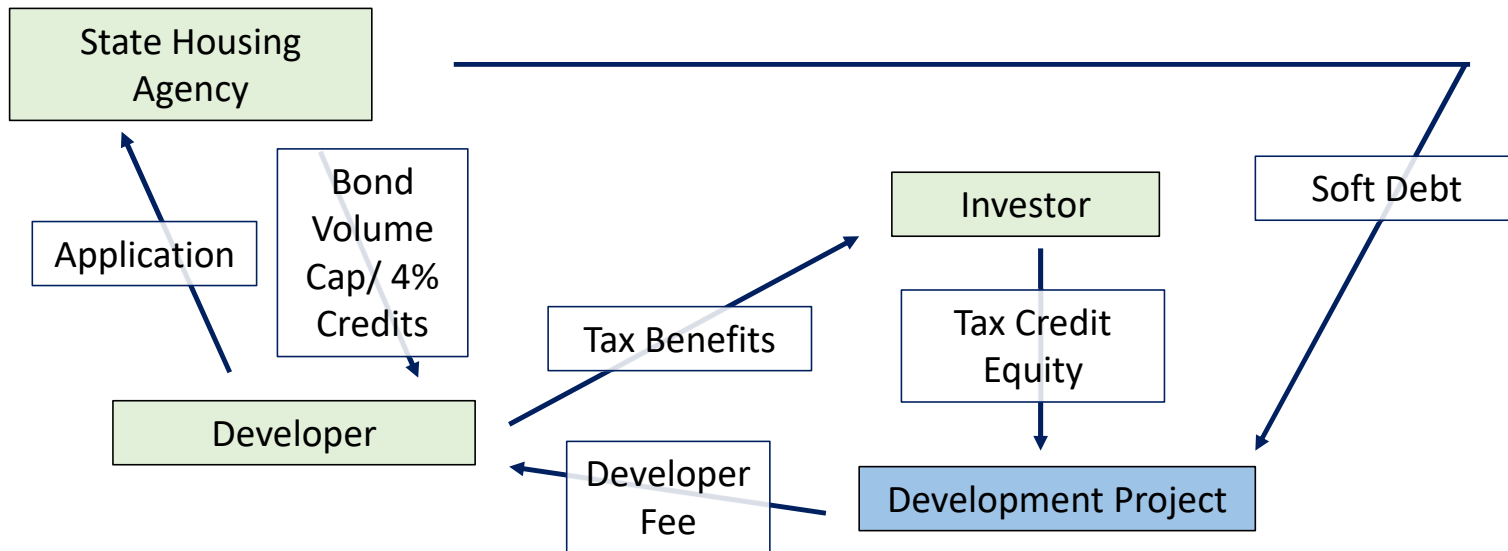 State Housing
Agency
Bond
Volume
Cap/ 4%
Credits
Application
Investor
Soft Debt
Tax Benefits
Tax Credit
Equity
Developer
Developer
Fee
Development Project